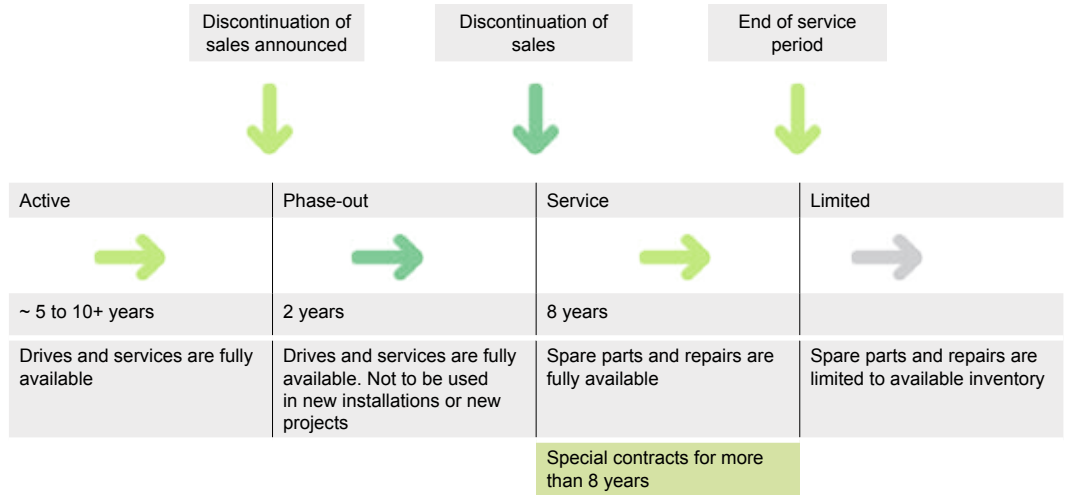 Discontinuation of
sales announced
Discontinuation of
sales
End of service
period
Active
Phase-out
Service
Limited
~ 5 to 10+ years
2 years
8 years
Drives and services are fully
available
Drives and services are fully
available. Not to be used
in new installations or new
projects
Spare parts and repairs are
fully available
Spare parts and repairs are
limited to available inventory
Special contracts for more
than 8 years